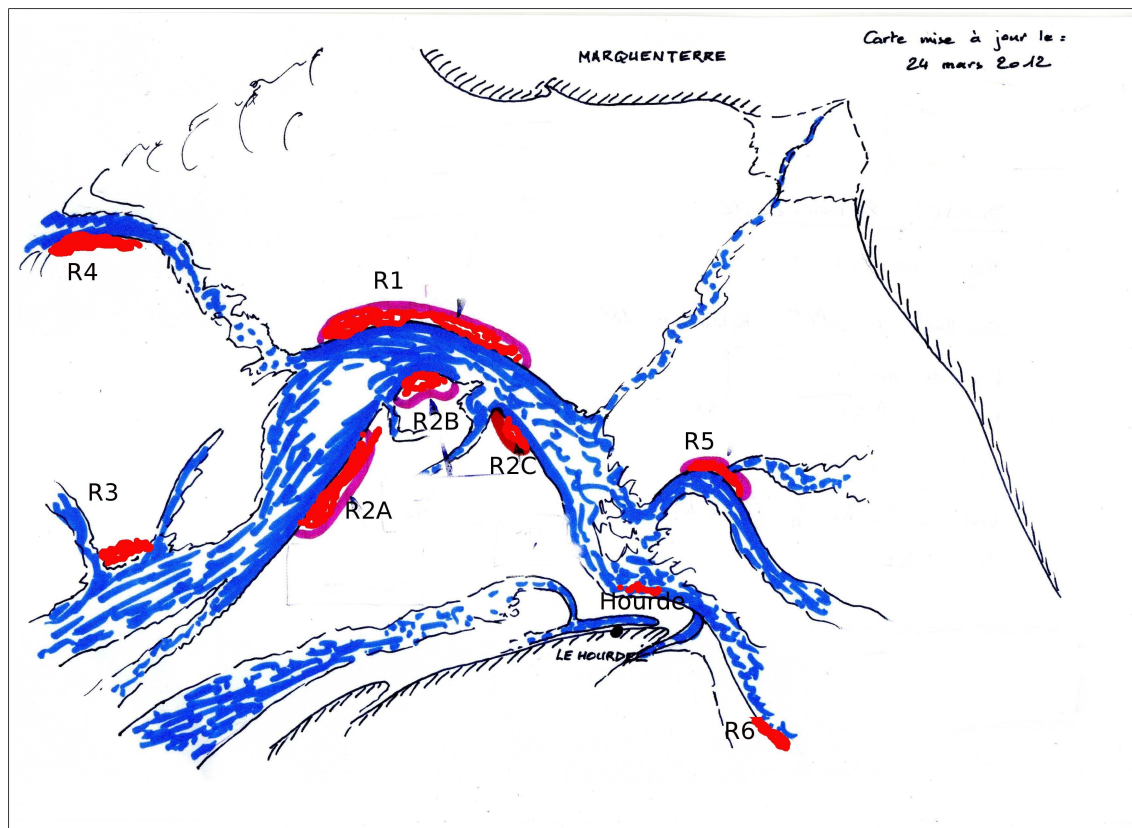 MARQUENTERRE
Carte mise à jour le :
24 mars 2012
R4
R1
R2B
R2C
R5
R3
R2A
Hourde
LE HOURDEL
R6